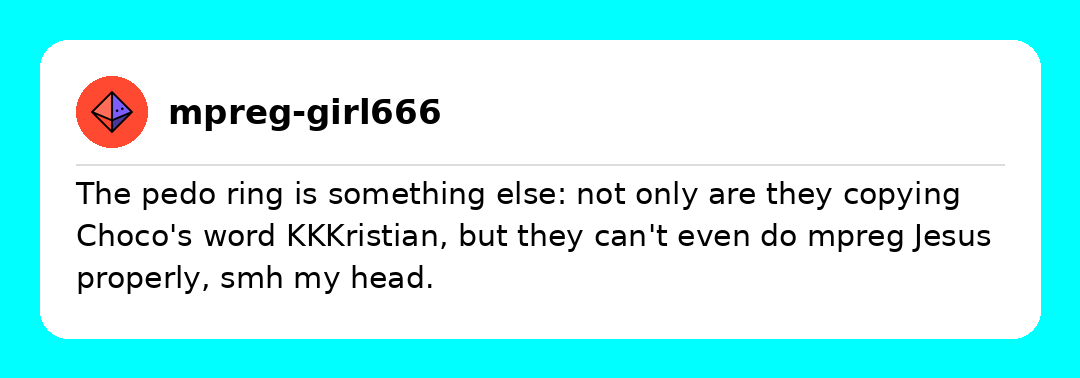 mpreg-girl666
The pedo ring is something else: not only are they copying
Choco's word KKKristian, but they can't even do mpreg Jesus
properly, smh my head.